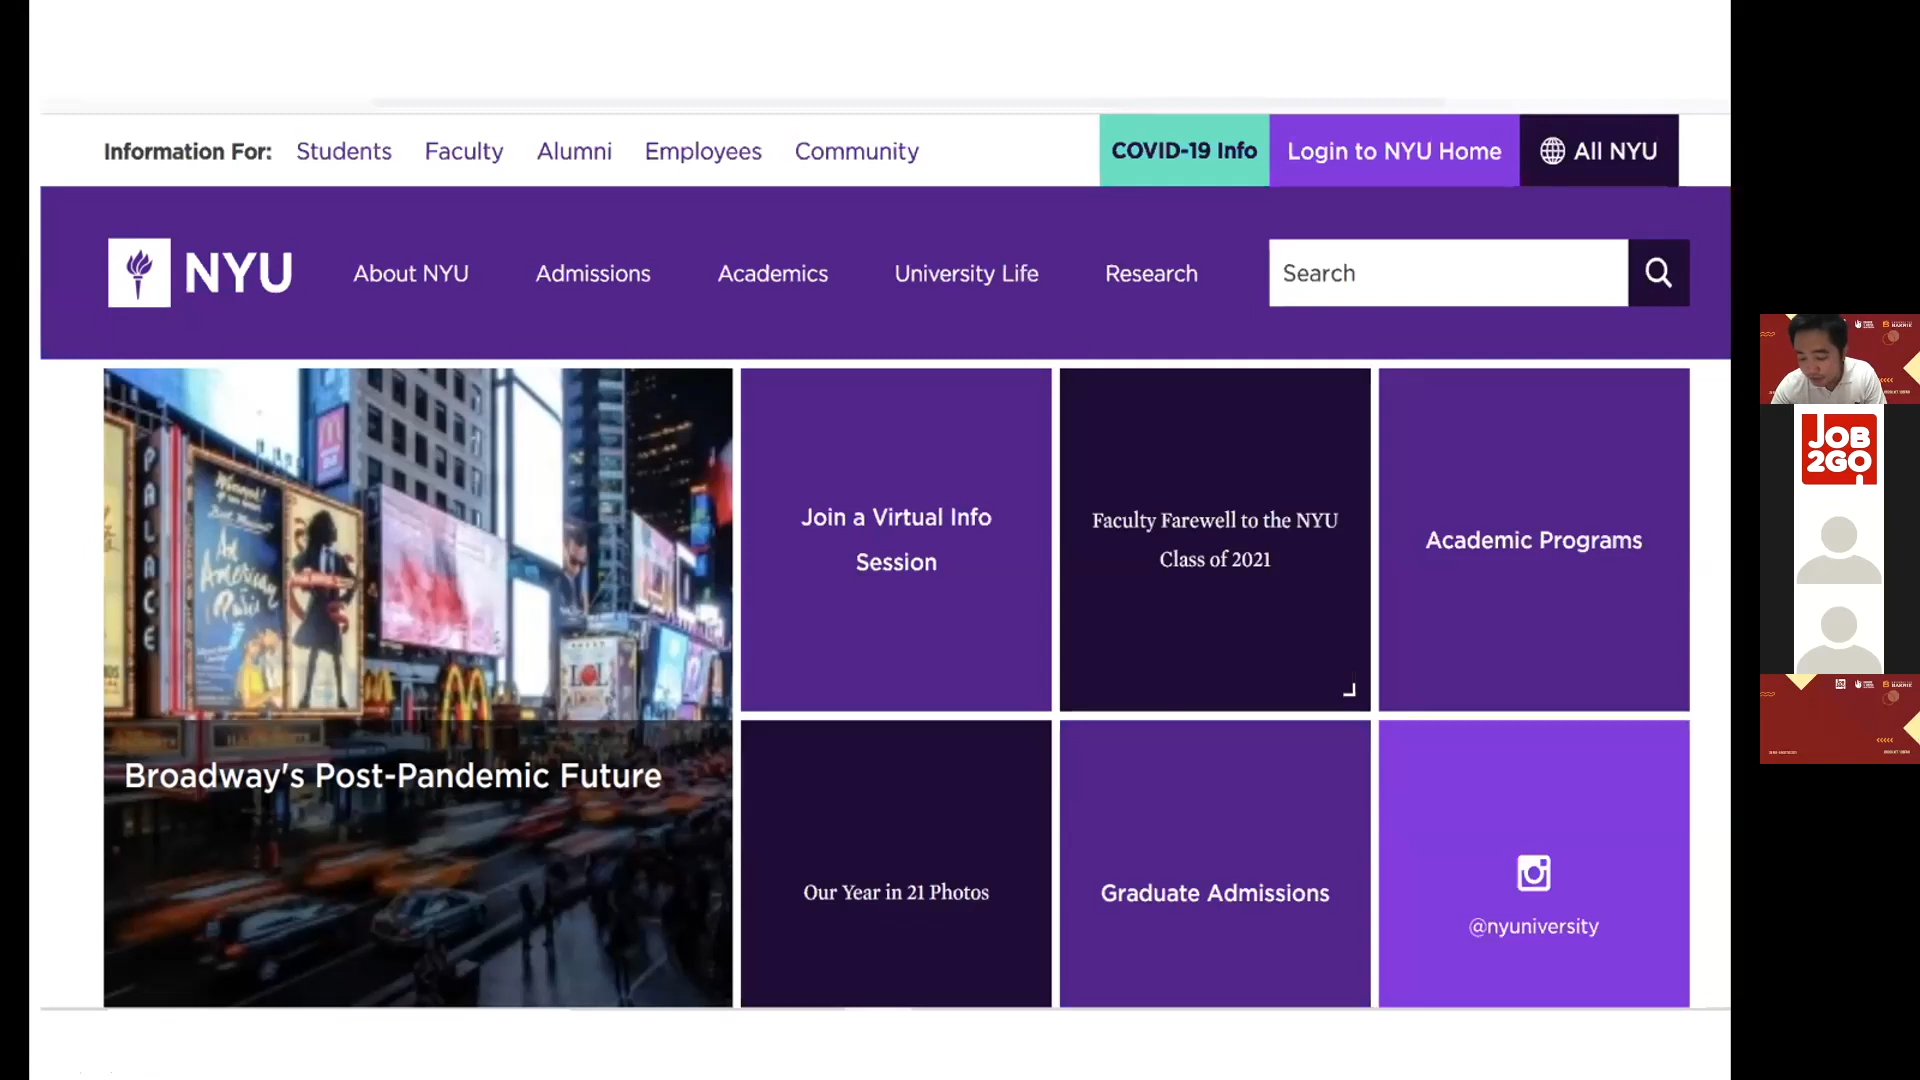 Information For: Students Faculty Alumni Employees Community
COVID-19 Info
Login to NYU Home
All NYU
NYU
About NYU Admissions Academics University Life Research
Search
PALACE
LOL
Join a Virtual Info
Session
Faculty Farewell to the NYU
Class of 2021
Academic Programs
Broadway's Post-Pandemic Future
Our Year in 21 Photos
Graduate Admissions
@nyuniversity
JOB
2GO